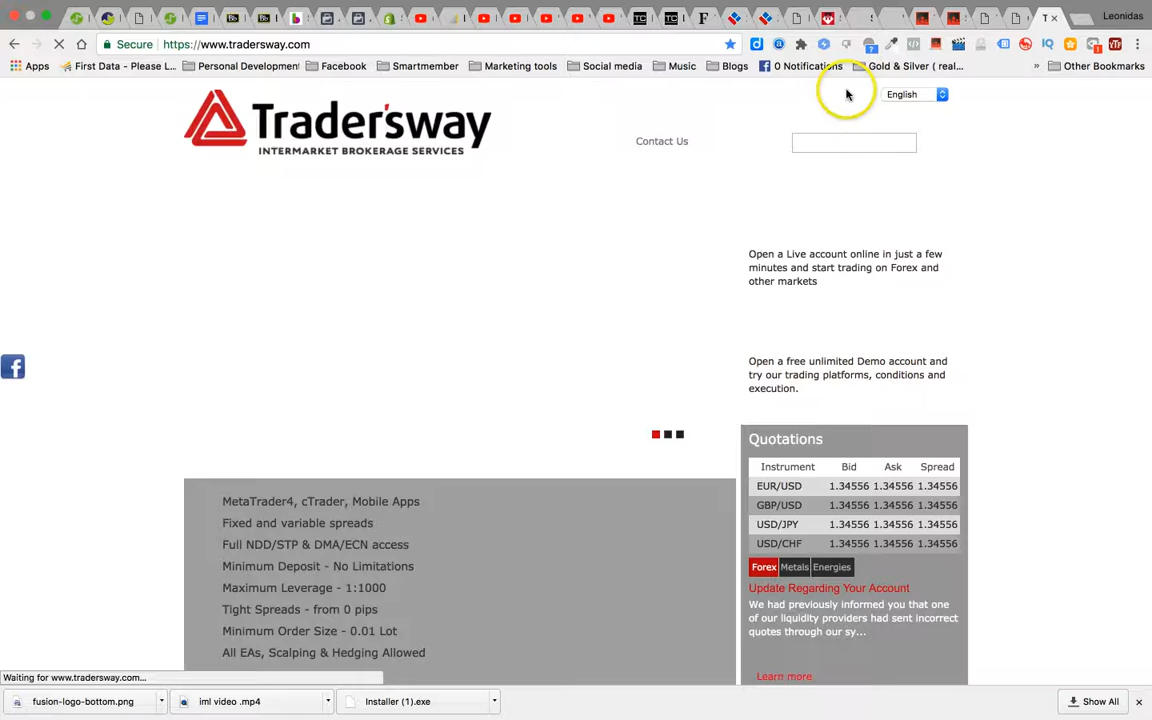 Leonidas
Secure
https://www.tradersway.com
Apps
First Data - Please L...
Personal Development
Facebook
Smartmember
Marketing tools
Social media
Music
Blogs
0 Notifications
Gold & Silver ( real...
»
Other Bookmarks
English
Trader'sway
INTERMARKET BROKERAGE SERVICES
Contact Us
Open a Live account online in just a few
minutes and start trading on Forex and
other markets
Open a free unlimited Demo account and
try our trading platforms, conditions and
execution.
MetaTrader4, cTrader, Mobile Apps
Fixed and variable spreads
Full NDD/STP & DMA/ECN access
Minimum Deposit - No Limitations
Maximum Leverage - 1:1000
Tight Spreads - from 0 pips
Minimum Order Size - 0.01 Lot
All EAs, Scalping & Hedging Allowed
Quotations
Instrument Bid Ask Spread
EUR/USD 1.34556 1.34556 1.34556
GBP/USD 1.34556 1.34556 1.34556
USD/JPY 1.34556 1.34556 1.34556
USD/CHF 1.34556 1.34556 1.34556
Forex Metals Energies
Update Regarding Your Account
We had previously informed you that one
of our liquidity providers had sent incorrect
quotes through our sy...
Learn more
Waiting for www.tradersway.com...
fusion-logo-bottom.png
iml video .mp4
Installer (1).exe
Show All